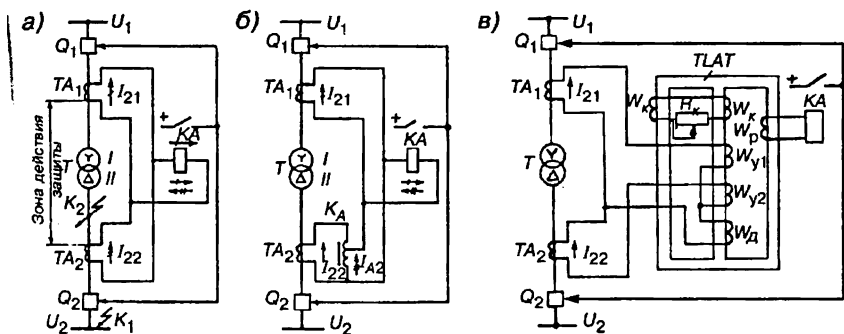 а)
U1
Q1
TA1
I21
+
KA
T
I
II
Зона действия
защиты
K2
TA2
I22
Q2
U2
K1
б)
U1
Q1
TA1
I21
+
KA
T
I
II
KA
TA2
I22
IA2
Q2
U2
в)
U1
Q1
TLAT
TA1
I21
+
KA
Wк
Rк
Wк
Wр
T
Wу1
Wу2
Wд
TA2
I22
Q2
U2